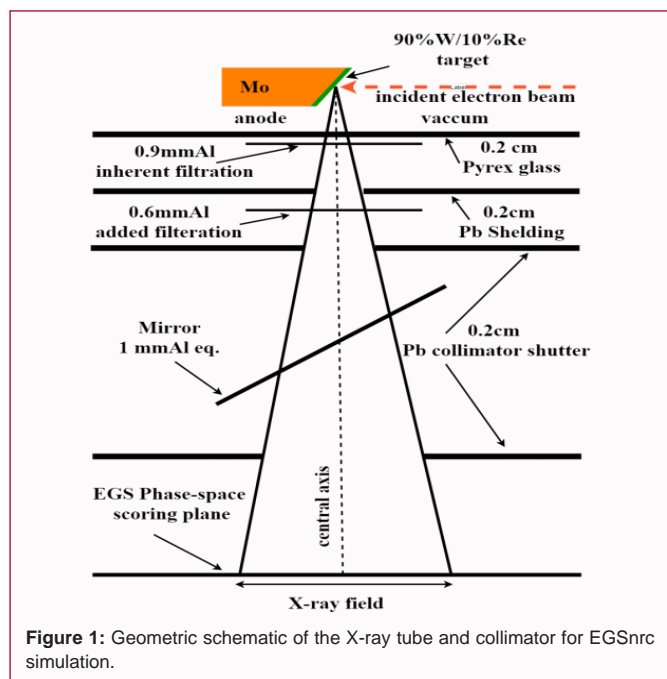 90%W/10%Re
target
Mo
incident electron beam
anode
vaccum
0.9mmAl
inherent filtration
0.2 cm
Pyrex glass
0.6mmAl
added filteration
0.2cm
Pb Shelding
Mirror
1 mmAl eq.
0.2cm
Pb collimator shutter
EGS Phase-space
scoring plane
central axis
X-ray field
Figure 1: Geometric schematic of the X-ray tube and collimator for EGSnrc
simulation.